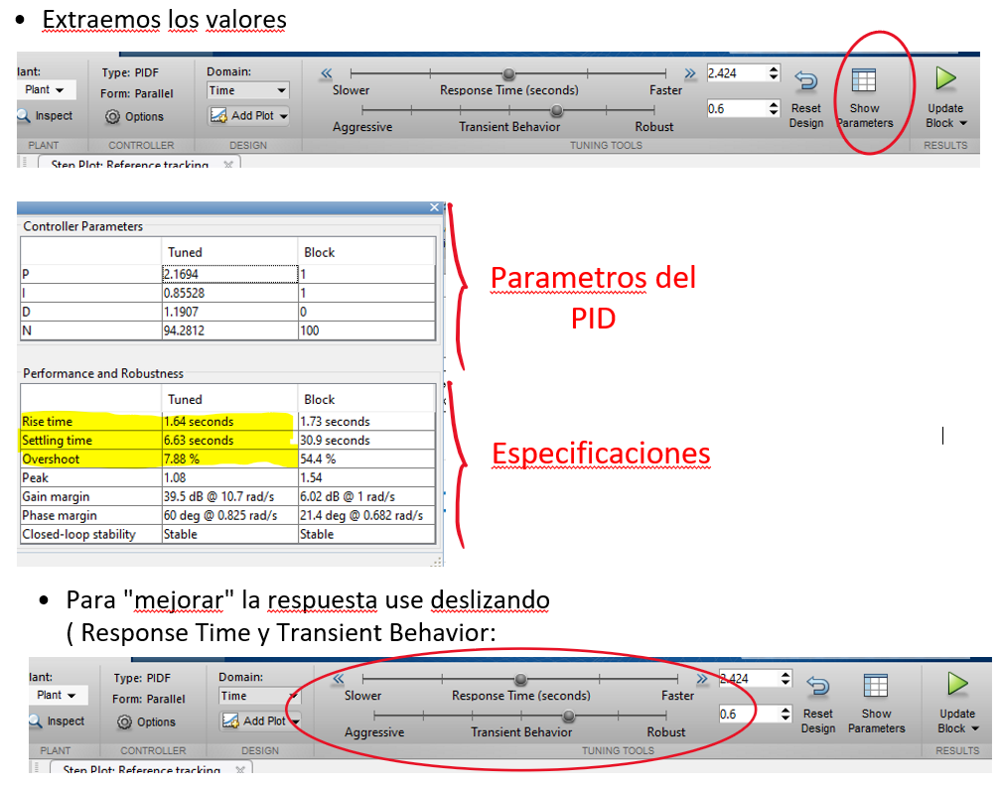 • Extraemos los valores
lant:
Plant
Inspect
PLANT
Type: PIDF
Form: Parallel
Options
CONTROLLER
Domain:
Time
Add Plot
DESIGN
Slower
Response Time (seconds)
Faster
2.424
Aggressive
Transient Behavior
Robust
0.6
TUNING TOOLS
Reset
Design
Show
Parameters
Update
Block
RESULTS
Step Plot: Reference tracking
Controller Parameters
Tuned Block
P 2.1694 1
I 0.85528 1
D 1.1907 0
N 94.2812 100
Parametros del
PID
Performance and Robustness
Tuned Block
Rise time 1.64 seconds 1.73 seconds
Settling time 6.63 seconds 30.9 seconds
Overshoot 7.88 % 54.4 %
Peak 1.08 1.54
Gain margin 39.5 dB @ 10.7 rad/s 6.02 dB @ 1 rad/s
Phase margin 60 deg @ 0.825 rad/s 21.4 deg @ 0.682 rad/s
Closed-loop stability Stable Stable
Especificaciones
• Para "mejorar" la respuesta use deslizando
( Response Time y Transient Behavior:
lant:
Plant
Inspect
PLANT
Type: PIDF
Form: Parallel
Options
CONTROLLER
Domain:
Time
Add Plot
DESIGN
Slower
Response Time (seconds)
Faster
2.424
Aggressive
Transient Behavior
Robust
0.6
TUNING TOOLS
Reset
Design
Show
Parameters
Update
Block
RESULTS
Step Plot: Reference tracking